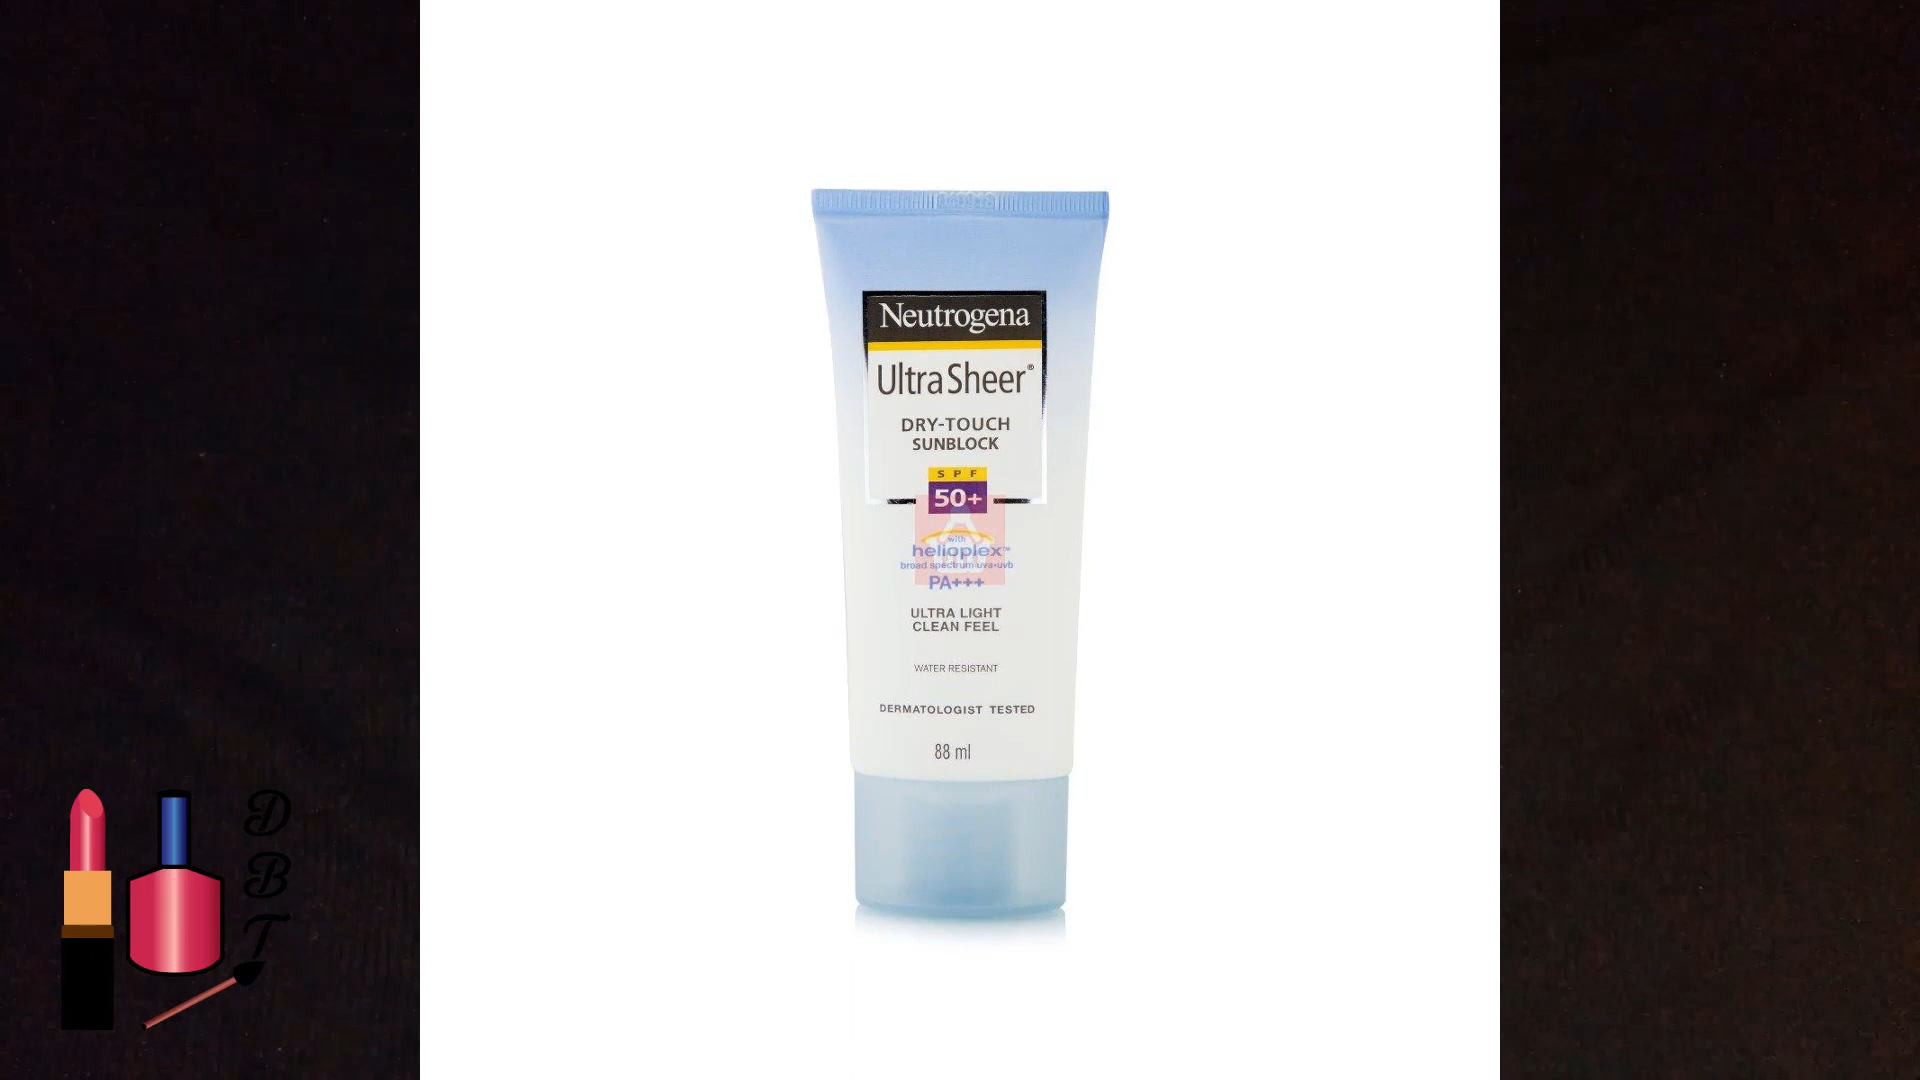 Neutrogena
Ultra Sheer®
DRY-TOUCH
SUNBLOCK
SPF
50+
with
helioplex™
broad spectrum uva-uvb
PA+++
ULTRA LIGHT
CLEAN FEEL
WATER RESISTANT
DERMATOLOGIST TESTED
88 ml
D
B
T